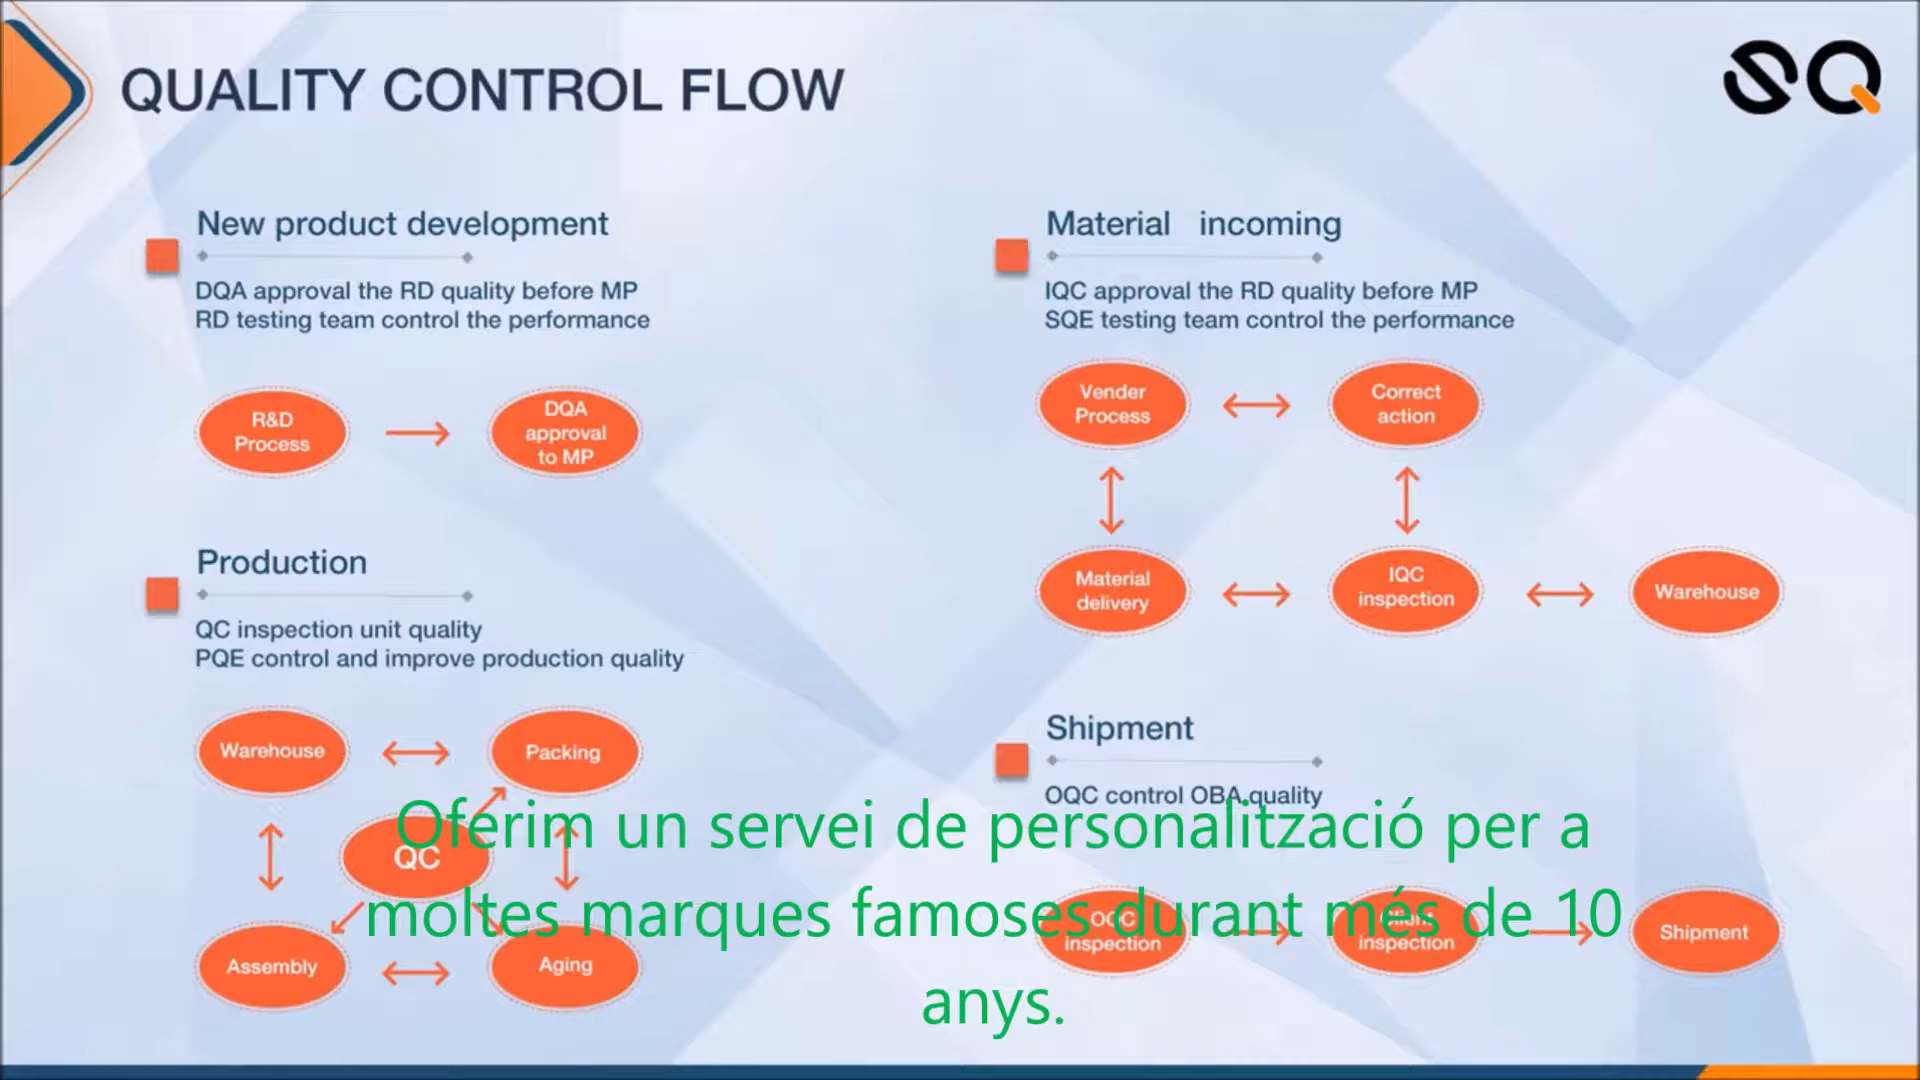 QUALITY CONTROL FLOW
SQ
New product development
DQA approval the RD quality before MP
RD testing team control the performance
R&D
Process
DQA
approval
to MP
Material incoming
IQC approval the RD quality before MP
SQE testing team control the performance
Vender
Process
Correct
action
Material
delivery
IQC
inspection
Warehouse
Production
QC inspection unit quality
PQE control and improve production quality
Warehouse
Packing
QC
Assembly
Aging
Shipment
OQC control OBA quality
OQC
inspection
Client
inspection
Shipment
Oferim un servei de personalització per a
moltes marques famoses durant més de 10
anys.